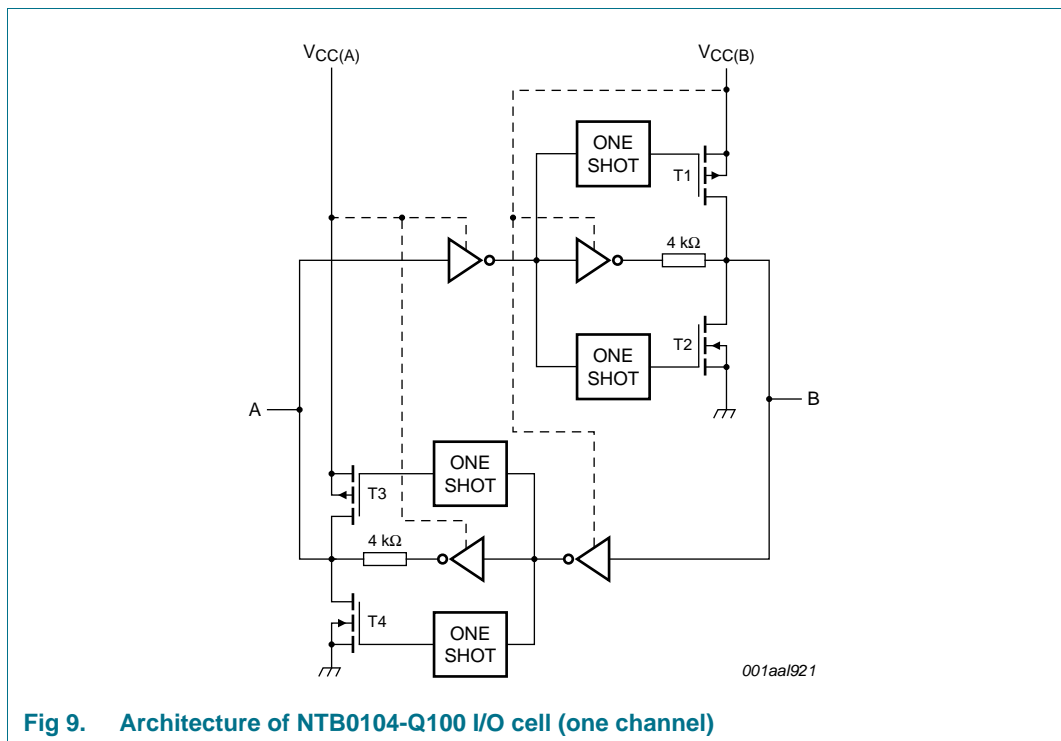 VCC(A)
VCC(B)
ONE
SHOT
T1
4 kΩ
ONE
SHOT
T2
A
B
ONE
SHOT
T3
4 kΩ
T4
ONE
SHOT
001aal921
Fig 9. Architecture of NTB0104-Q100 I/O cell (one channel)